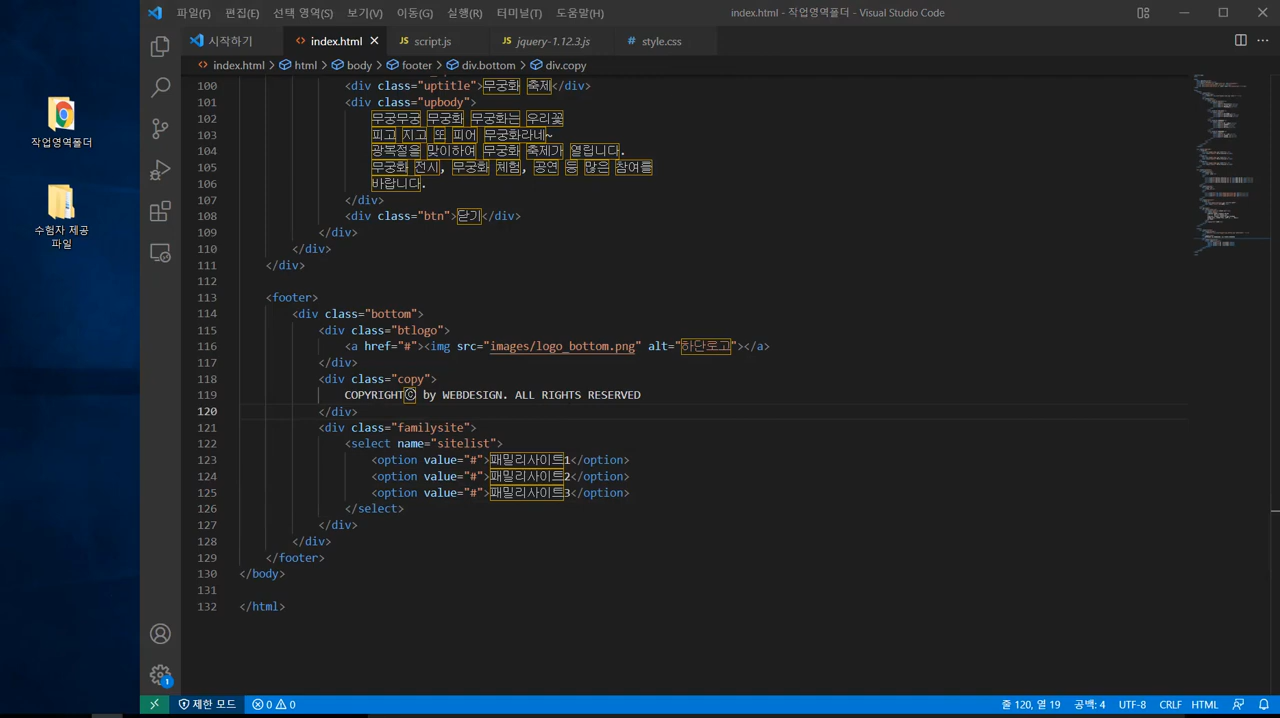 파일(F) 편집(E) 선택 영역(S) 보기(V) 이동(G) 실행(R) 터미널(T) 도움말(H) index.html - 작업영역폴더 - Visual Studio Code
시작하기 index.html script.js jquery-1.12.3.js style.css
index.html > html > body > footer > div.bottom > div.copy
작업영역폴더
수험자 제공
파일
100 <div class="uptitle">무궁화 축제</div>
101 <div class="upbody">
102 무궁무궁 무궁화 무궁화는 우리꽃
103 피고 지고 또 피어 무궁화라네~
104 광복절을 맞이하여 무궁화 축제가 열립니다.
105 무궁화 전시, 무궁화 체험, 공연 등 많은 참여를
106 바랍니다.
107 </div>
108 <div class="btn">닫기</div>
109 </div>
110 </div>
111 </div>
112
113 <footer>
114 <div class="bottom">
115 <div class="btlogo">
116 <a href="#"><img src="images/logo_bottom.png" alt="하단로고"></a>
117 </div>
118 <div class="copy">
119 COPYRIGHT© by WEBDESIGN. ALL RIGHTS RESERVED
120 </div>
121 <div class="familysite">
122 <select name="sitelist">
123 <option value="#">패밀리사이트1</option>
124 <option value="#">패밀리사이트2</option>
125 <option value="#">패밀리사이트3</option>
126 </select>
127 </div>
128 </div>
129 </footer>
130 </body>
131
132 </html>
1
제한 모드 0 0 줄 120, 열 19 공백: 4 UTF-8 CRLF HTML